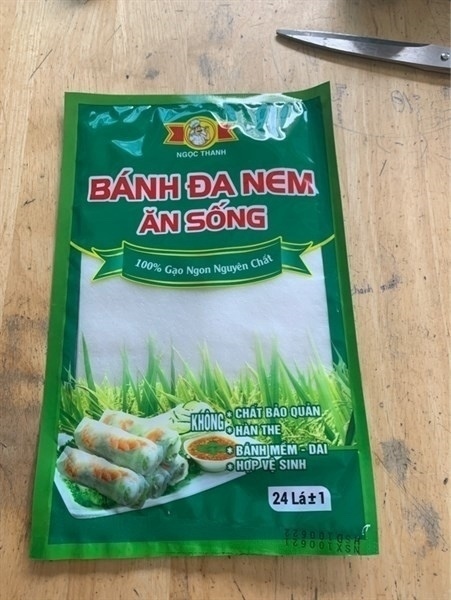 NGỌC THANH
BÁNH ĐA NEM
ĂN SỐNG
100% Gạo Ngon Nguyên Chất
KHÔNG
• CHẤT BẢO QUẢN
• HÀN THE
• BÁNH MỀM - DAI
• HỢP VỆ SINH
24 Lá ± 1